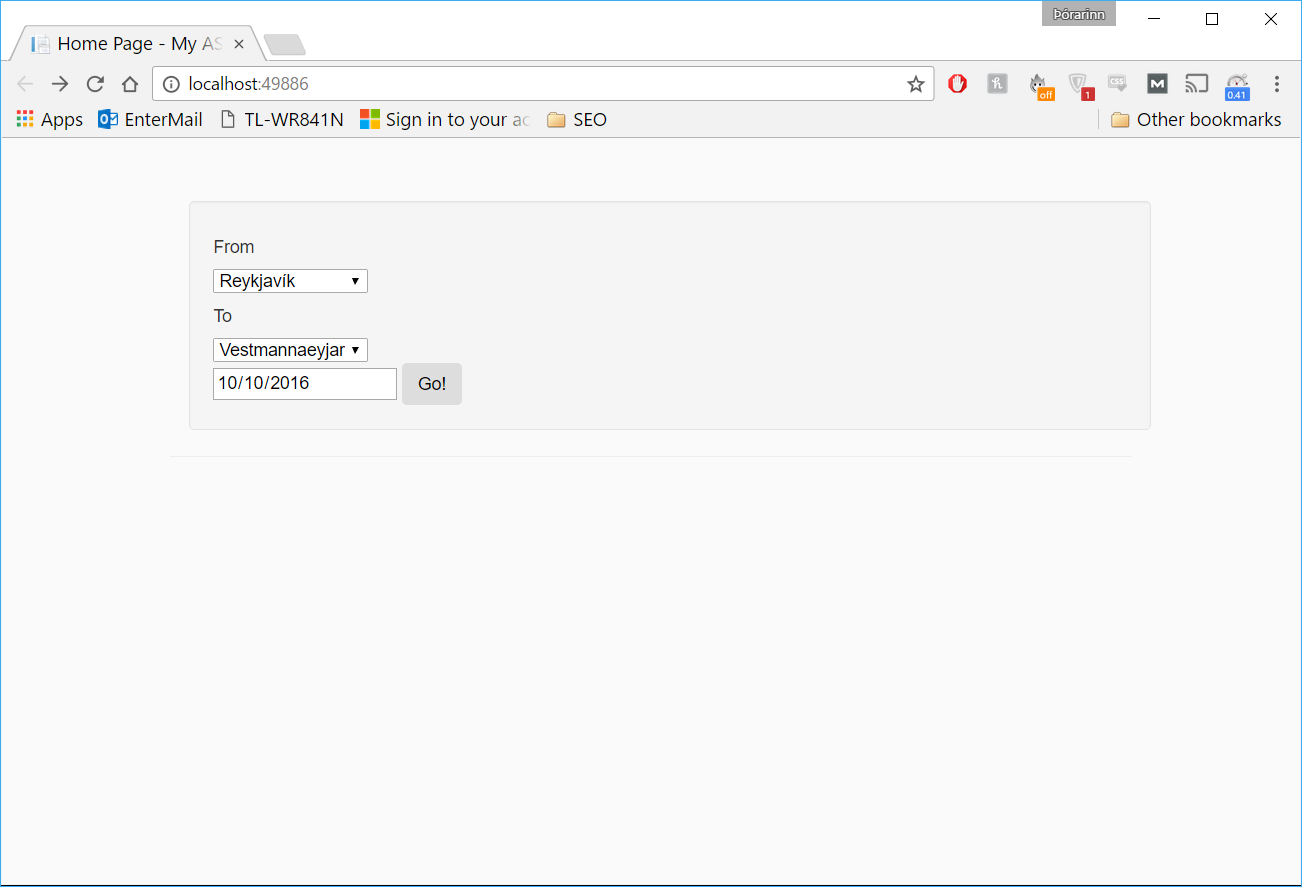 Þórarinn
Home Page - My AS
localhost:49886
off
1
CSS
M
0.41
Apps
EnterMail
TL-WR841N
Sign in to your ac
SEO
Other bookmarks
From
Reykjavík
To
Vestmannaeyjar
10/10/2016
Go!